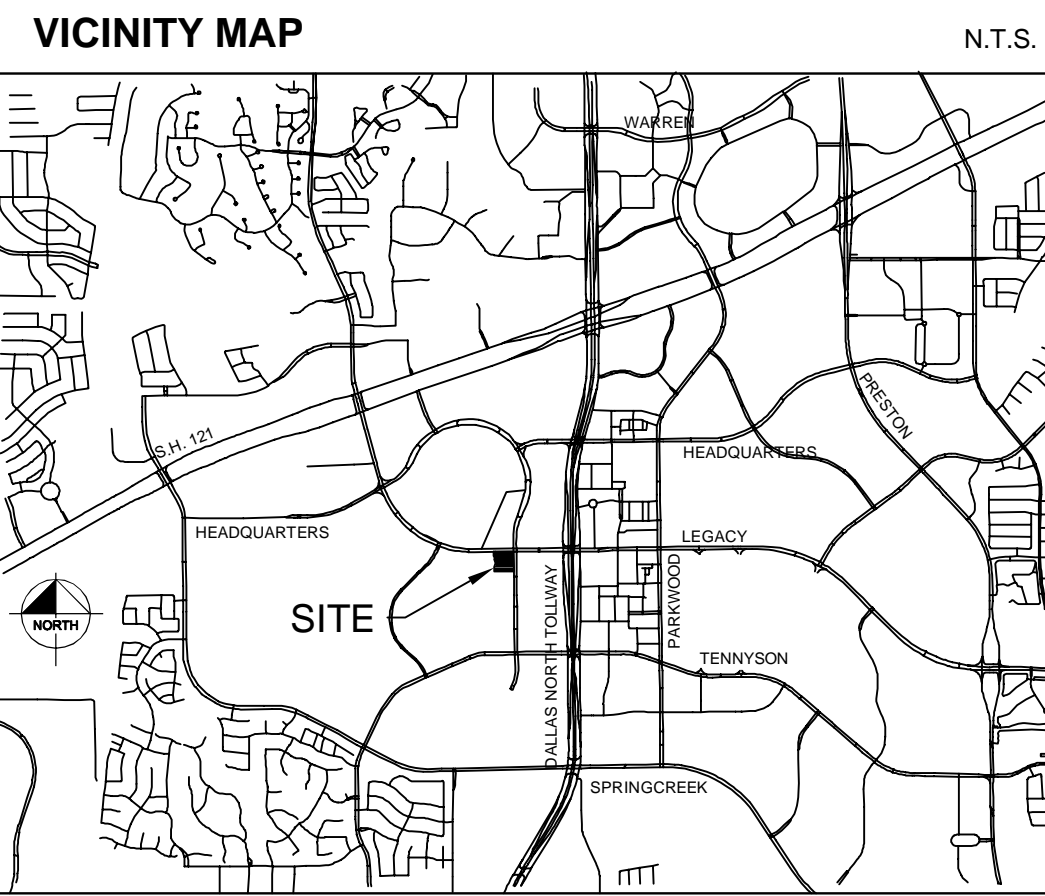 VICINITY MAP
N.T.S.
WARREN
PRESTON
S.H. 121
HEADQUARTERS
HEADQUARTERS
LEGACY
NORTH
SITE
DALLAS NORTH TOLLWAY
PARKWOOD
TENNYSON
SPRINGCREEK